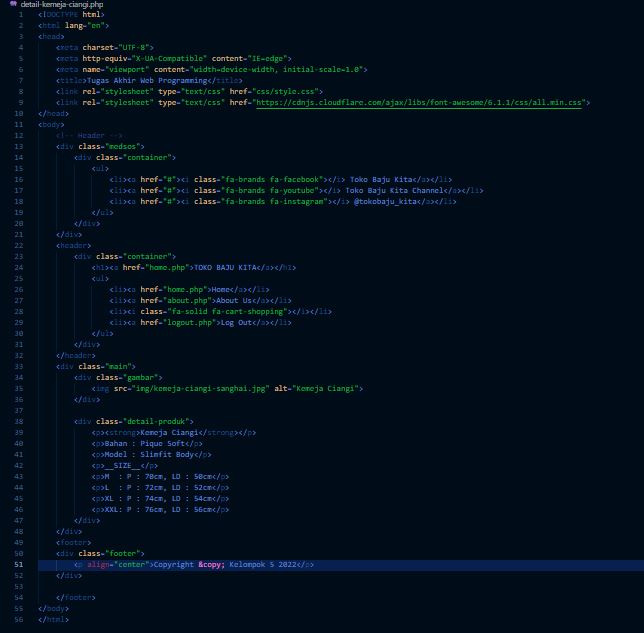 detail-kemeja-ciangi.php
1 <!DOCTYPE html>
2 <html lang="en">
3 <head>
4 <meta charset="UTF-8">
5 <meta http-equiv="X-UA-Compatible" content="IE=edge">
6 <meta name="viewport" content="width=device-width, initial-scale=1.0">
7 <title>Tugas Akhir Web Programming</title>
8 <link rel="stylesheet" type="text/css" href="css/style.css">
9 <link rel="stylesheet" type="text/css" href="https://cdnjs.cloudflare.com/ajax/libs/font-awesome/6.1.1/css/all.min.css">
10 </head>
11 <body>
12 <!-- Header -->
13 <div class="medsos">
14 <div class="container">
15 <ul>
16 <li><a href="#"><i class="fa-brands fa-facebook"></i> Toko Baju Kita</a></li>
17 <li><a href="#"><i class="fa-brands fa-youtube"></i> Toko Baju Kita Channel</a></li>
18 <li><a href="#"><i class="fa-brands fa-instagram"></i> @tokobaju_kita</a></li>
19 </ul>
20 </div>
21 </div>
22 <header>
23 <div class="container">
24 <h1><a href="home.php">TOKO BAJU KITA</a></h1>
25 <ul>
26 <li><a href="home.php">Home</a></li>
27 <li><a href="about.php">About Us</a></li>
28 <li><i class="fa-solid fa-cart-shopping"></i></li>
29 <li><a href="logout.php">Log Out</a></li>
30 </ul>
31 </div>
32 </header>
33 <div class="main">
34 <div class="gambar">
35 <img src="img/kemeja-ciangi-sanghai.jpg" alt="Kemeja Ciangi">
36 </div>
37
38 <div class="detail-produk">
39 <p><strong>Kemeja Ciangi</strong></p>
40 <p>Bahan : Pique Soft</p>
41 <p>Model : Slimfit Body</p>
42 <p>__SIZE__</p>
43 <p>M  : P : 70cm, LD : 50cm</p>
44 <p>L  : P : 72cm, LD : 52cm</p>
45 <p>XL : P : 74cm, LD : 54cm</p>
46 <p>XXL: P : 76cm, LD : 56cm</p>
47 </div>
48 </div>
49 <footer>
50 <div class="footer">
51 <p align="center">Copyright &copy; Kelompok 5 2022</p>
52 </div>
53
54 </footer>
55 </body>
56 </html>